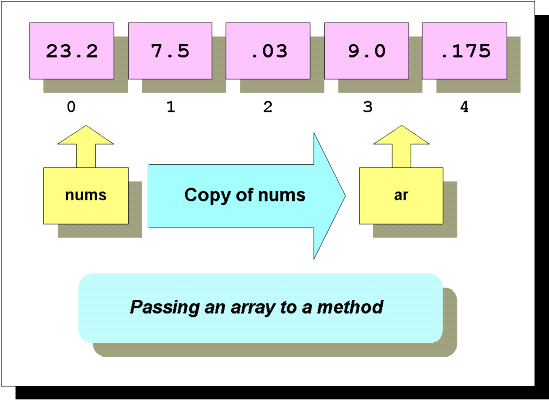 23.2 7.5 .03 9.0 .175
0 1 2 3 4
nums Copy of nums ar
Passing an array to a method